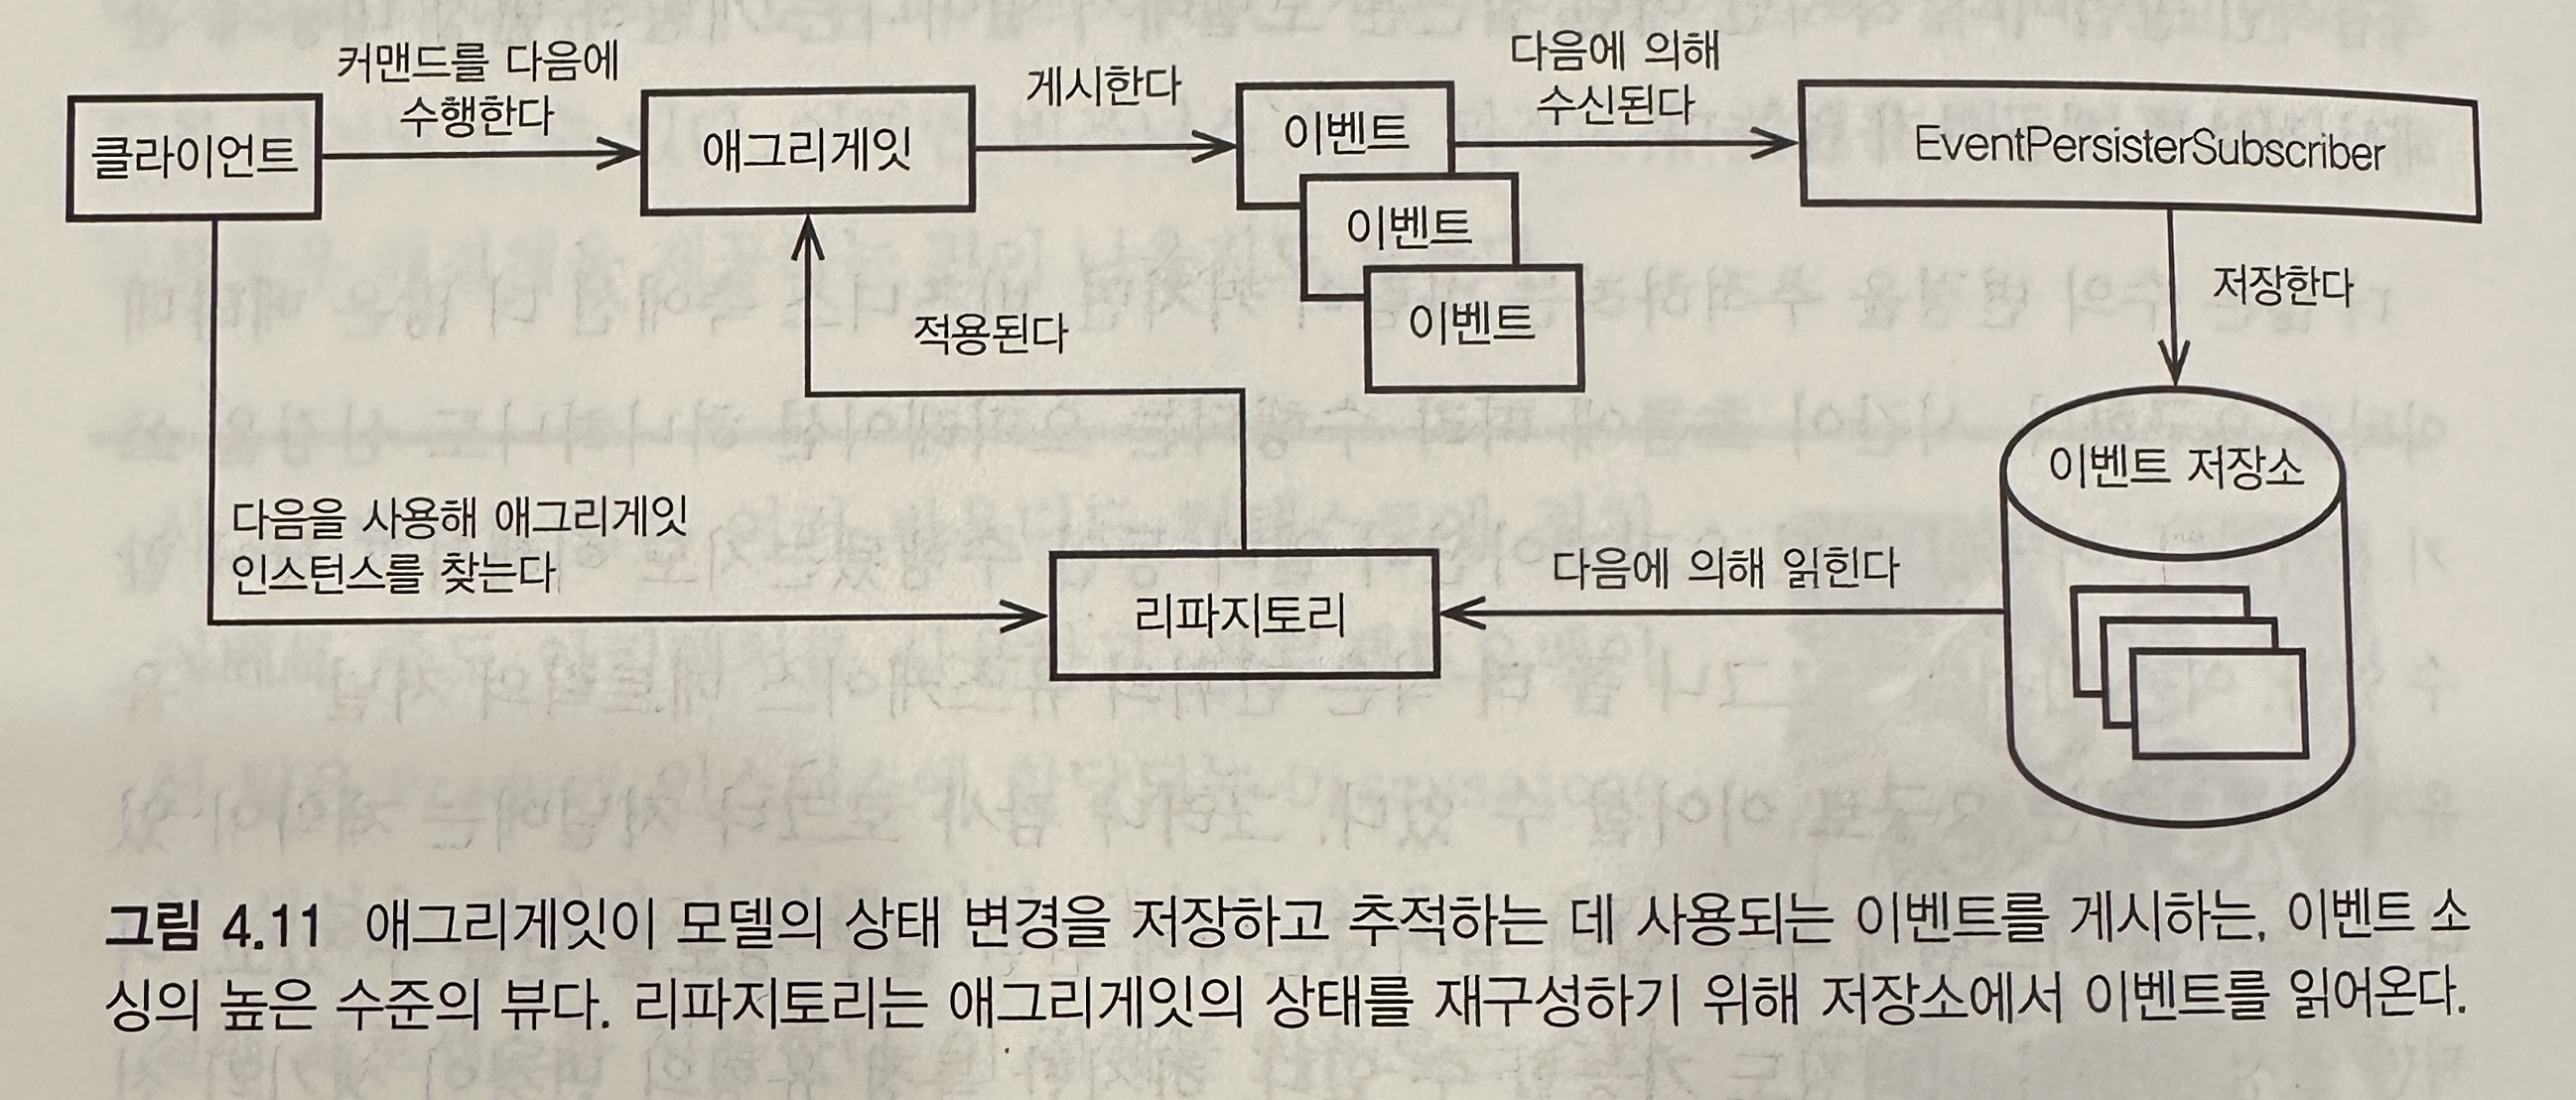 커맨드를 다음에
수행한다
게시한다
다음에 의해
수신된다
클라이언트
애그리게잇
이벤트
이벤트
이벤트
EventPersisterSubscriber
적용된다
저장한다
다음을 사용해 애그리게잇
인스턴스를 찾는다
리파지토리
다음에 의해 읽힌다
이벤트 저장소
그림 4.11 애그리게잇이 모델의 상태 변경을 저장하고 추적하는 데 사용되는 이벤트를 게시하는, 이벤트 소
싱의 높은 수준의 뷰다. 리파지토리는 애그리게잇의 상태를 재구성하기 위해 저장소에서 이벤트를 읽어온다.